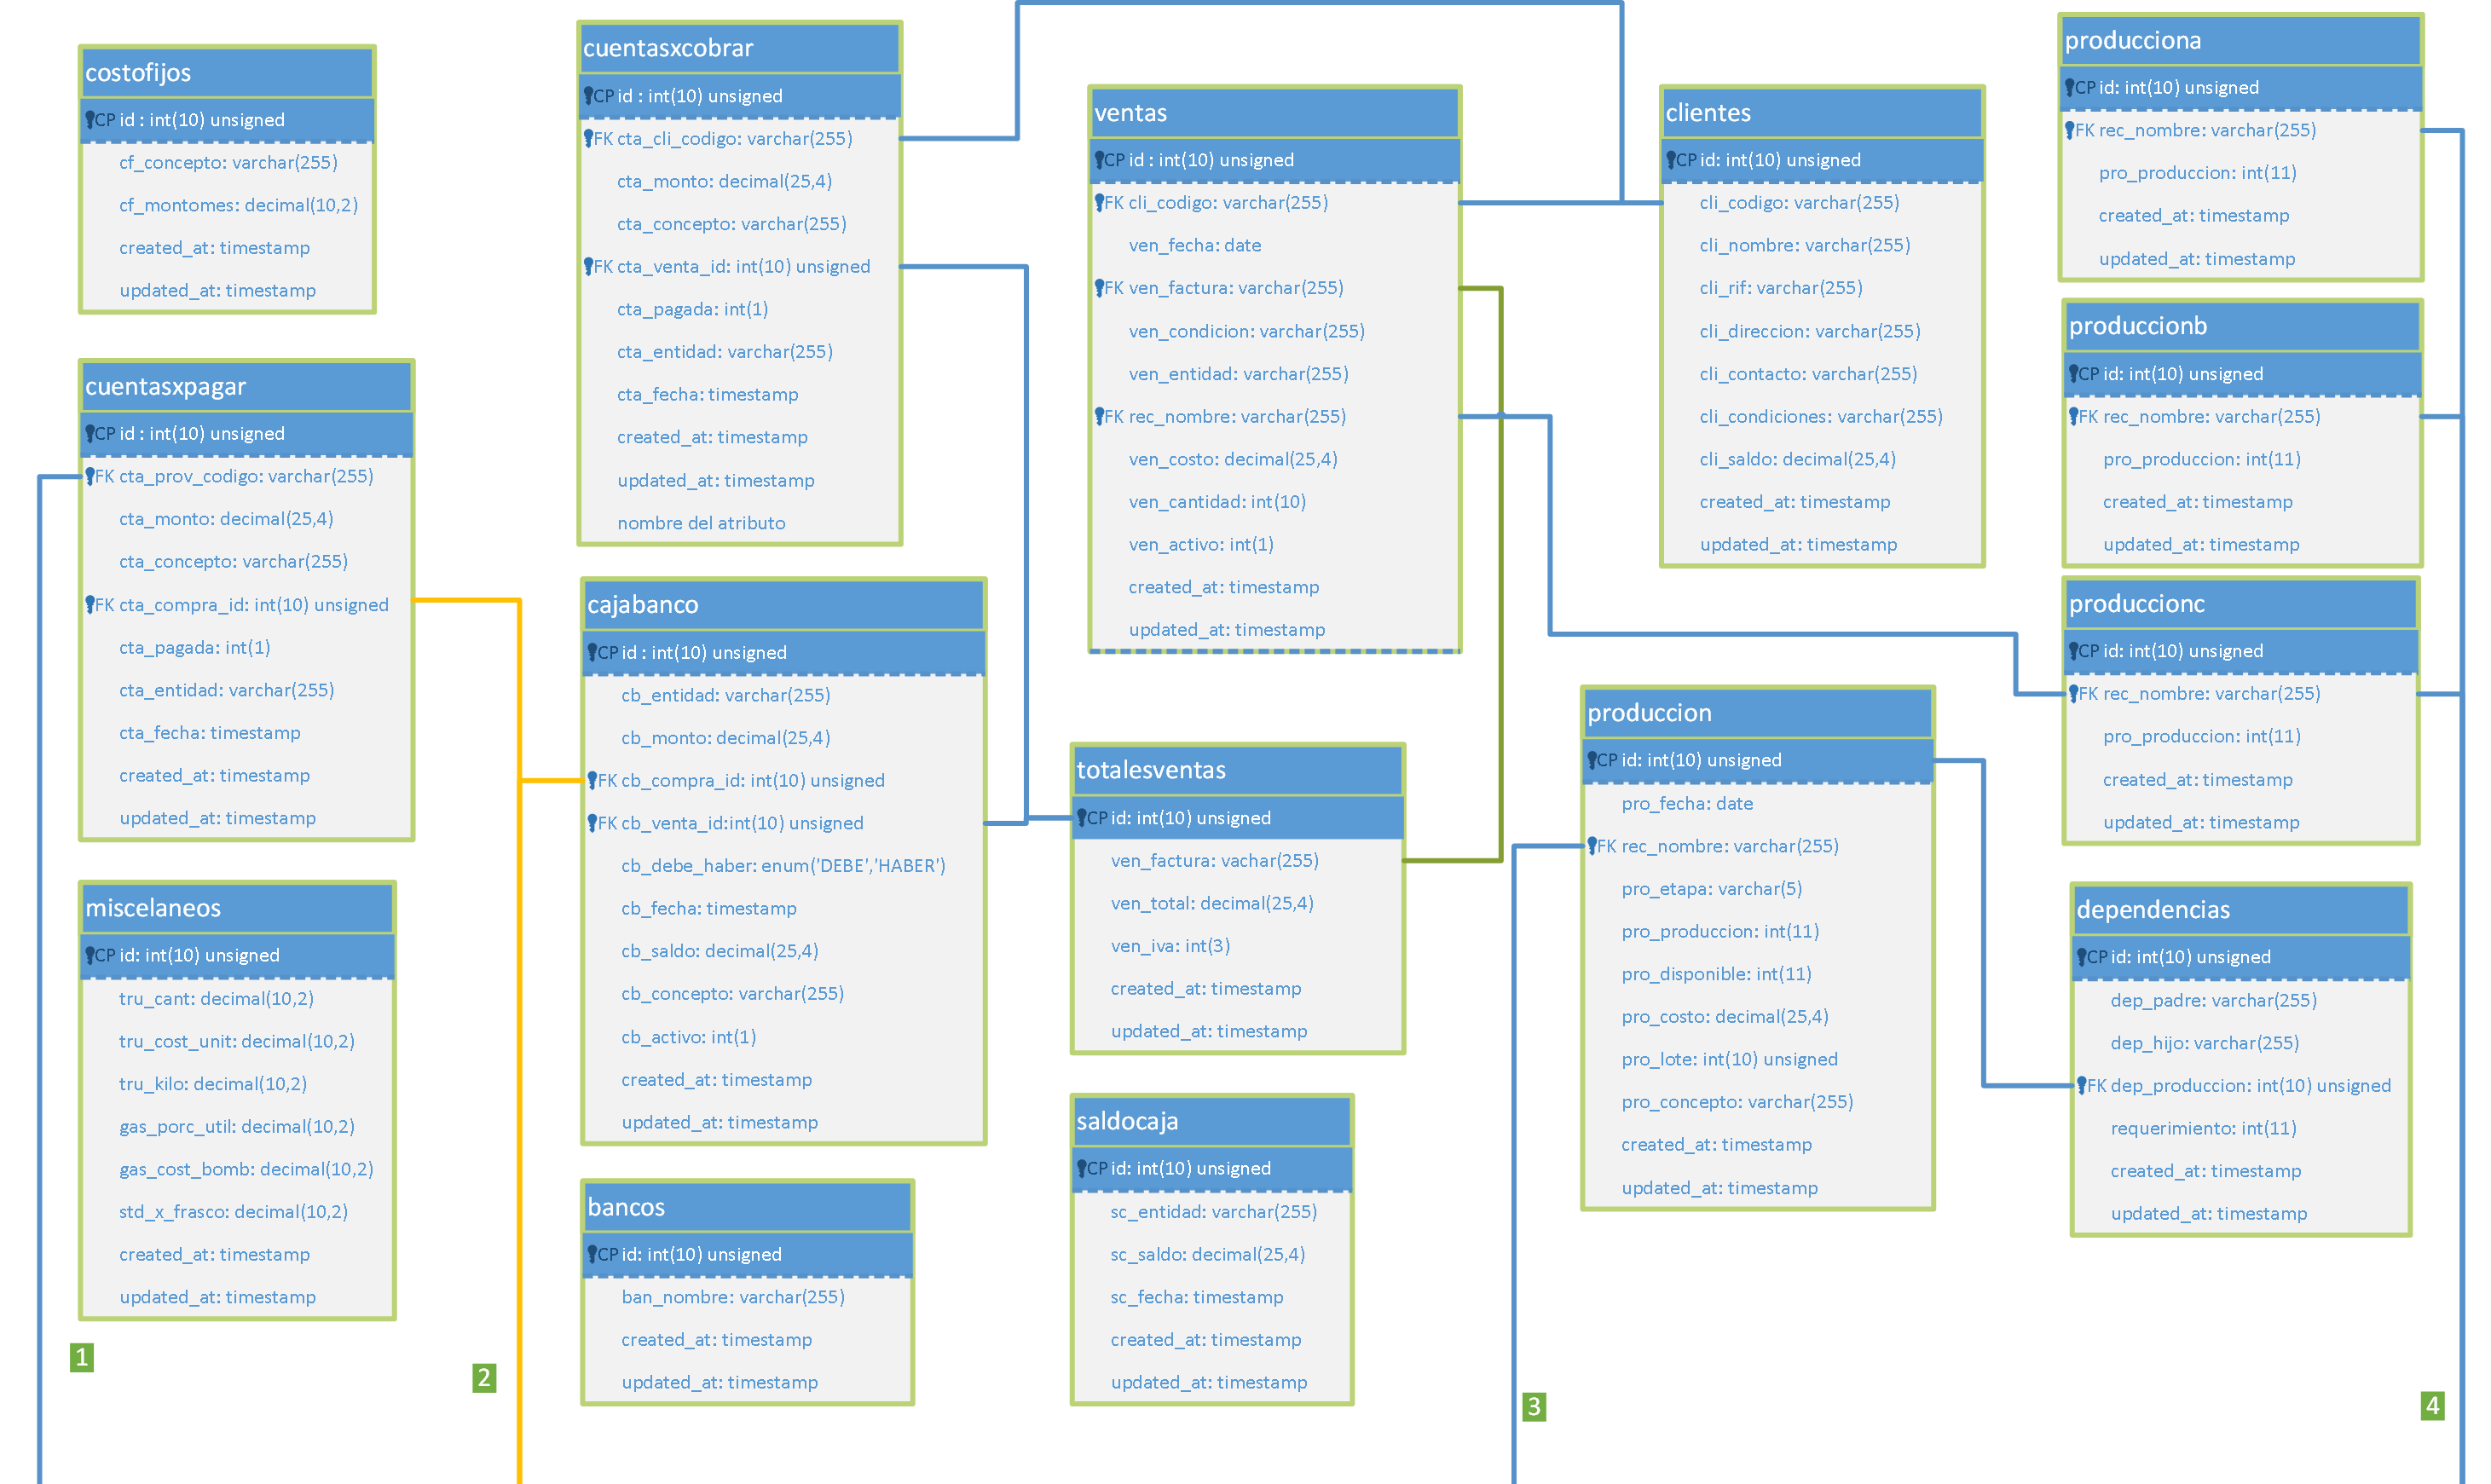 costofijos
CP id : int(10) unsigned
cf_concepto: varchar(255)
cf_montomes: decimal(10,2)
created_at: timestamp
updated_at: timestamp
cuentasxpagar
CP id : int(10) unsigned
FK cta_prov_codigo: varchar(255)
cta_monto: decimal(25,4)
cta_concepto: varchar(255)
FK cta_compra_id: int(10) unsigned
cta_pagada: int(1)
cta_entidad: varchar(255)
cta_fecha: timestamp
created_at: timestamp
updated_at: timestamp
miscelaneos
CP id: int(10) unsigned
tru_cant: decimal(10,2)
tru_cost_unit: decimal(10,2)
tru_kilo: decimal(10,2)
gas_porc_util: decimal(10,2)
gas_cost_bomb: decimal(10,2)
std_x_frasco: decimal(10,2)
created_at: timestamp
updated_at: timestamp
1
2
cuentasxcobrar
CP id : int(10) unsigned
FK cta_cli_codigo: varchar(255)
cta_monto: decimal(25,4)
cta_concepto: varchar(255)
FK cta_venta_id: int(10) unsigned
cta_pagada: int(1)
cta_entidad: varchar(255)
cta_fecha: timestamp
created_at: timestamp
updated_at: timestamp
nombre del atributo
cajabanco
CP id : int(10) unsigned
cb_entidad: varchar(255)
cb_monto: decimal(25,4)
FK cb_compra_id: int(10) unsigned
FK cb_venta_id:int(10) unsigned
cb_debe_haber: enum('DEBE','HABER')
cb_fecha: timestamp
cb_saldo: decimal(25,4)
cb_concepto: varchar(255)
cb_activo: int(1)
created_at: timestamp
updated_at: timestamp
bancos
CP id: int(10) unsigned
ban_nombre: varchar(255)
created_at: timestamp
updated_at: timestamp
ventas
CP id : int(10) unsigned
FK cli_codigo: varchar(255)
ven_fecha: date
FK ven_factura: varchar(255)
ven_condicion: varchar(255)
ven_entidad: varchar(255)
FK rec_nombre: varchar(255)
ven_costo: decimal(25,4)
ven_cantidad: int(10)
ven_activo: int(1)
created_at: timestamp
updated_at: timestamp
totalesventas
CP id: int(10) unsigned
ven_factura: vachar(255)
ven_total: decimal(25,4)
ven_iva: int(3)
created_at: timestamp
updated_at: timestamp
saldocaja
CP id: int(10) unsigned
sc_entidad: varchar(255)
sc_saldo: decimal(25,4)
sc_fecha: timestamp
created_at: timestamp
updated_at: timestamp
clientes
CP id: int(10) unsigned
cli_codigo: varchar(255)
cli_nombre: varchar(255)
cli_rif: varchar(255)
cli_direccion: varchar(255)
cli_contacto: varchar(255)
cli_condiciones: varchar(255)
cli_saldo: decimal(25,4)
created_at: timestamp
updated_at: timestamp
produccion
CP id: int(10) unsigned
pro_fecha: date
FK rec_nombre: varchar(255)
pro_etapa: varchar(5)
pro_produccion: int(11)
pro_disponible: int(11)
pro_costo: decimal(25,4)
pro_lote: int(10) unsigned
pro_concepto: varchar(255)
created_at: timestamp
updated_at: timestamp
3
producciona
CP id: int(10) unsigned
FK rec_nombre: varchar(255)
pro_produccion: int(11)
created_at: timestamp
updated_at: timestamp
produccionb
CP id: int(10) unsigned
FK rec_nombre: varchar(255)
pro_produccion: int(11)
created_at: timestamp
updated_at: timestamp
produccionc
CP id: int(10) unsigned
FK rec_nombre: varchar(255)
pro_produccion: int(11)
created_at: timestamp
updated_at: timestamp
dependencias
CP id: int(10) unsigned
dep_padre: varchar(255)
dep_hijo: varchar(255)
FK dep_produccion: int(10) unsigned
requerimiento: int(11)
created_at: timestamp
updated_at: timestamp
4